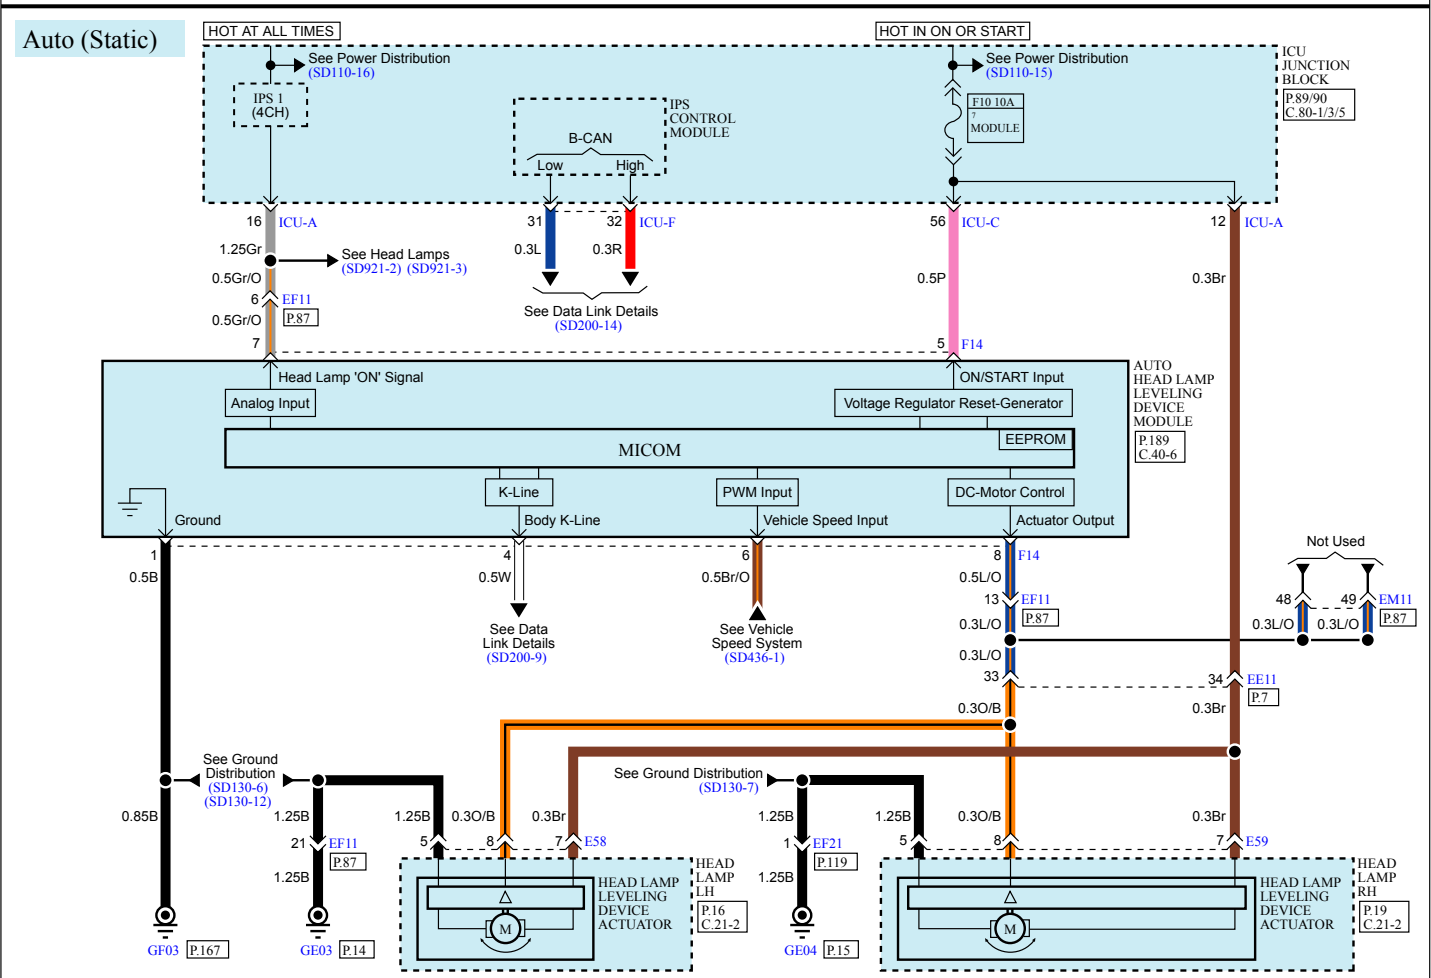 Auto (Static)
HOT AT ALL TIMES
HOT IN ON OR START
See Power Distribution
(SD110-16)
See Power Distribution
(SD110-15)
ICU
JUNCTION
BLOCK
P.89/90
C.80-1/3/5
IPS 1
(4CH)
IPS
CONTROL
MODULE
B-CAN
Low
High
F10 10A
7
MODULE
16
ICU-A
31
32
ICU-F
56
ICU-C
12
ICU-A
1.25Gr
See Head Lamps
(SD921-2) (SD921-3)
0.3L
0.3R
0.5Gr/O
0.5P
0.3Br
6
EF11
P.87
0.5Gr/O
See Data Link Details
(SD200-14)
7
5
F14
Head Lamp 'ON' Signal
ON/START Input
Analog Input
Voltage Regulator Reset-Generator
AUTO
HEAD LAMP
LEVELING
DEVICE
MODULE
P.189
C.40-6
MICOM
EEPROM
K-Line
PWM Input
DC-Motor Control
Ground
Body K-Line
Vehicle Speed Input
Actuator Output
1
4
6
8
F14
Not Used
0.5B
0.5W
0.5Br/O
0.5L/O
13
EF11
P.87
48
49
EM11
P.87
0.3L/O
0.3L/O
0.3L/O
See Data
Link Details
(SD200-9)
See Vehicle
Speed System
(SD436-1)
0.3L/O
33
34
EE11
P.7
0.3O/B
0.3Br
See Ground
Distribution
(SD130-6)
(SD130-12)
See Ground Distribution
(SD130-7)
0.85B
1.25B
1.25B
0.3O/B
0.3Br
1.25B
1.25B
0.3O/B
0.3Br
21
EF11
P.87
5
8
7
E58
1
EF21
P.119
5
8
7
E59
1.25B
1.25B
HEAD LAMP
LEVELING
DEVICE
ACTUATOR
M
HEAD
LAMP
LH
P.16
C.21-2
HEAD LAMP
LEVELING
DEVICE
ACTUATOR
M
HEAD
LAMP
RH
P.19
C.21-2
GF03
P.167
GE03
P.14
GE04
P.15